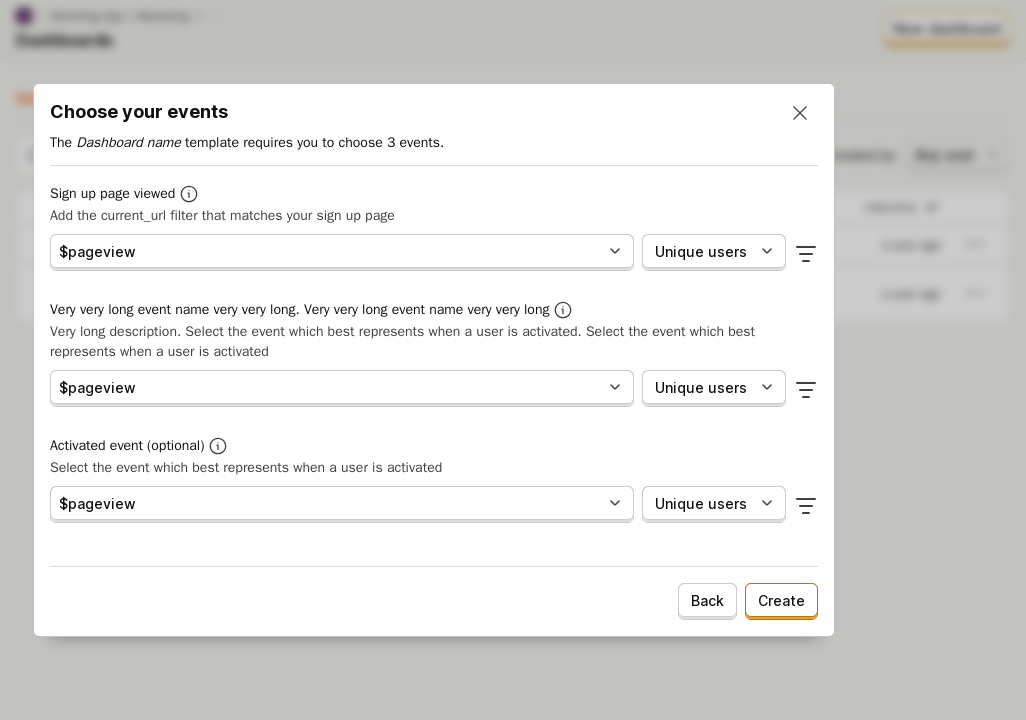 Dashboards
New dashboard
Choose your events
The Dashboard name template requires you to choose 3 events.
Sign up page viewed
Add the current_url filter that matches your sign up page
$pageview
Unique users
Very very long event name very very long. Very very long event name very very long
Very long description. Select the event which best represents when a user is activated. Select the event which best
represents when a user is activated
$pageview
Unique users
Activated event (optional)
Select the event which best represents when a user is activated
$pageview
Unique users
Back
Create